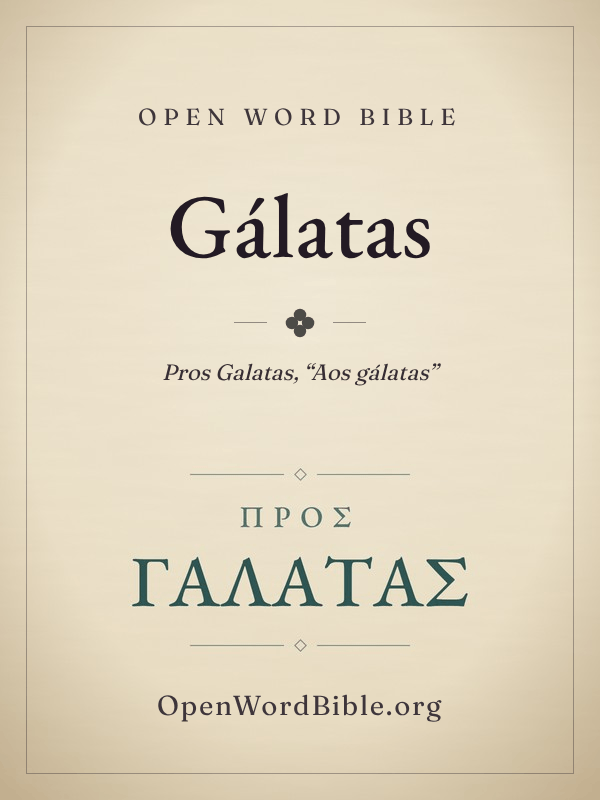 OPEN WORD BIBLE
Gálatas
Pros Galatas, “Aos gálatas”
ΠΡΟΣ
ΓΑΛΑΤΑΣ
OpenWordBible.org